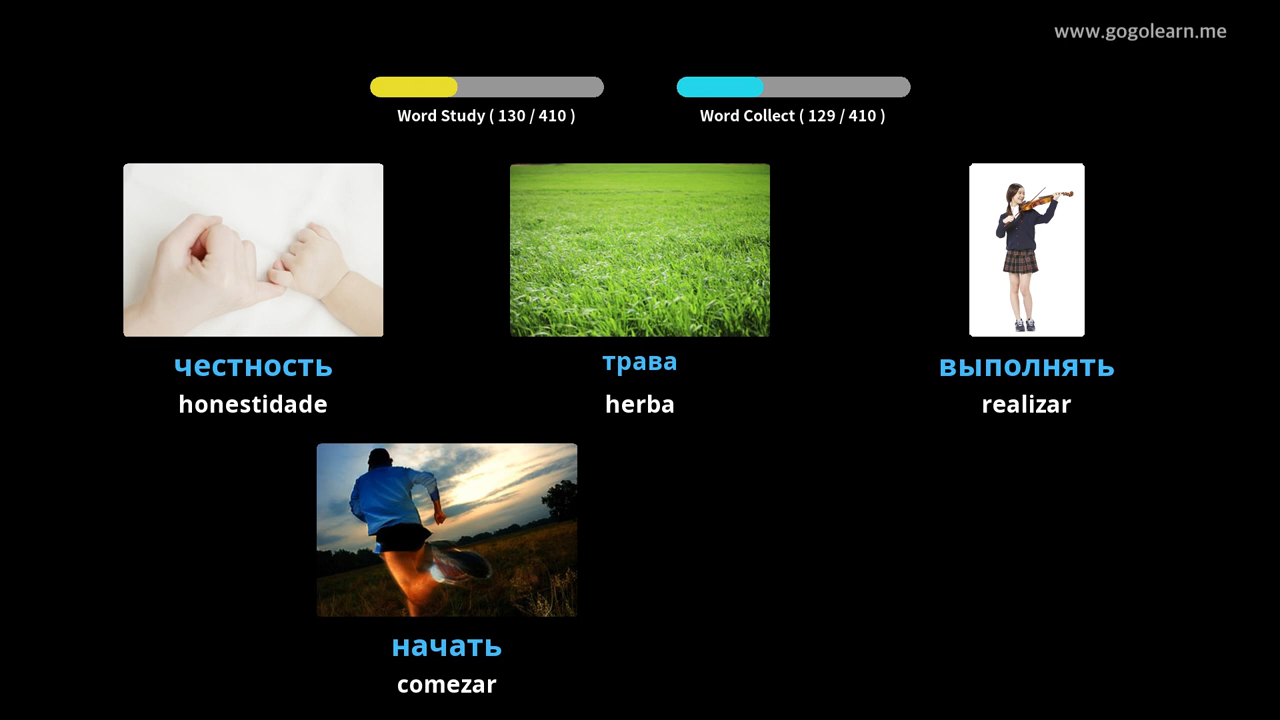 www.gogolearn.me
Word Study ( 130 / 410 )
Word Collect ( 129 / 410 )
честность
honestidade
трава
herba
выполнять
realizar
начать
comezar